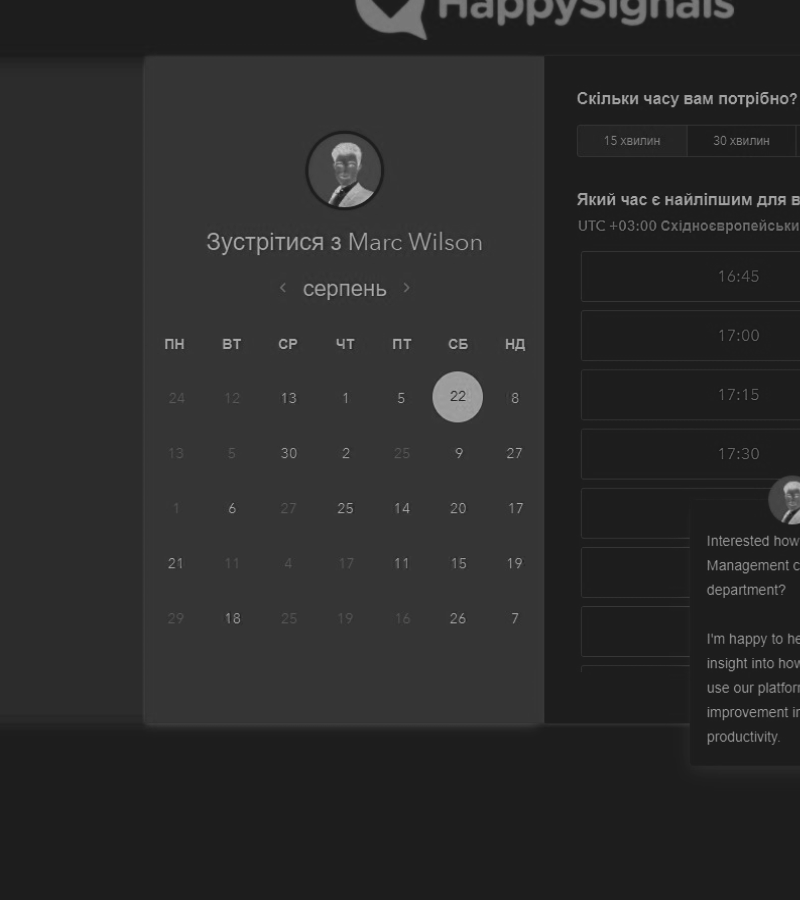 HappySignals
Зустрітися з Marc Wilson
‹ серпень ›
ПН ВТ СР ЧТ ПТ СБ НД
24 12 13 1 5 22 8
13 5 30 2 25 9 27
1 6 27 25 14 20 17
21 11 4 17 11 15 19
29 18 25 19 16 26 7
Скільки часу вам потрібно?
15 хвилин 30 хвилин
Який час є найліпшим для в
UTC +03:00 Східноєвропейськи
16:45
17:00
17:15
17:30
Interested how
Management c
department?
I'm happy to he
insight into how
use our platfor
improvement in
productivity.